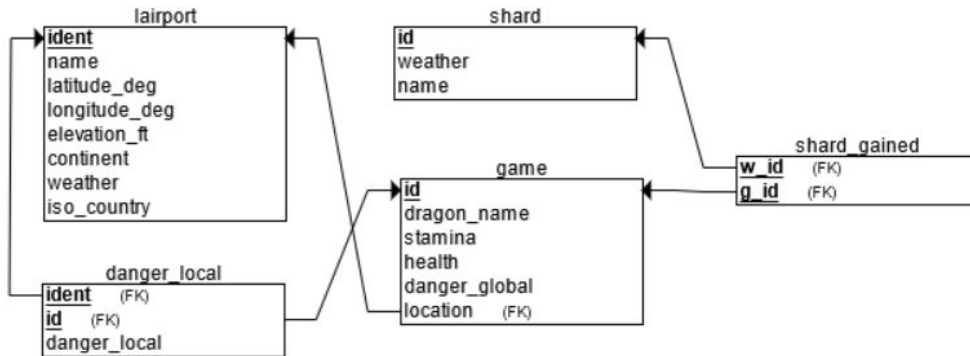 lairport
ident
name
latitude_deg
longitude_deg
elevation_ft
continent
weather
iso_country
shard
id
weather
name
shard_gained
w_id (FK)
g_id (FK)
game
id
dragon_name
stamina
health
danger_global
location (FK)
danger_local
ident (FK)
id (FK)
danger_local